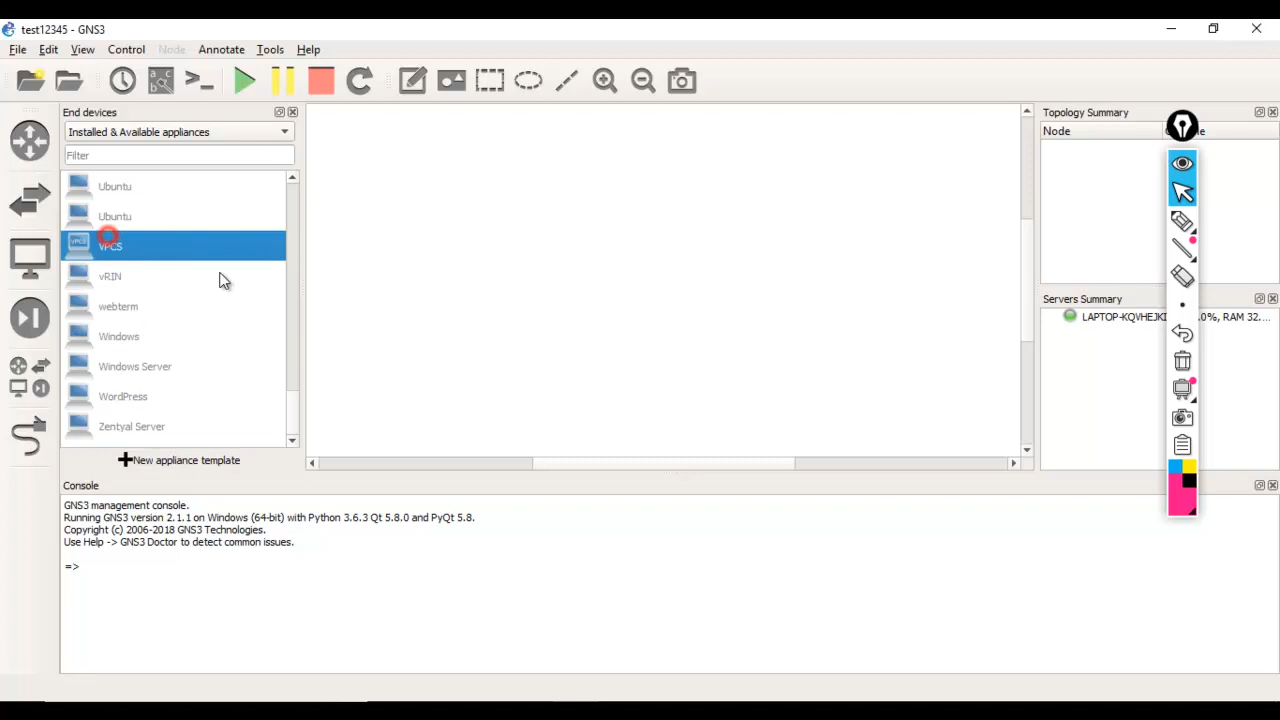 test12345 - GNS3
File Edit View Control Node Annotate Tools Help
End devices
Installed & Available appliances
Filter
Ubuntu
Ubuntu
VPCS
VPCS
vRIN
webterm
Windows
Windows Server
WordPress
Zentyal Server
New appliance template
Topology Summary
Node
Servers Summary
.0%, RAM 32....
Console
GNS3 management console.
Running GNS3 version 2.1.1 on Windows (64-bit) with Python 3.6.3 Qt 5.8.0 and PyQt 5.8.
Copyright (c) 2006-2018 GNS3 Technologies.
Use Help -> GNS3 Doctor to detect common issues.
=>